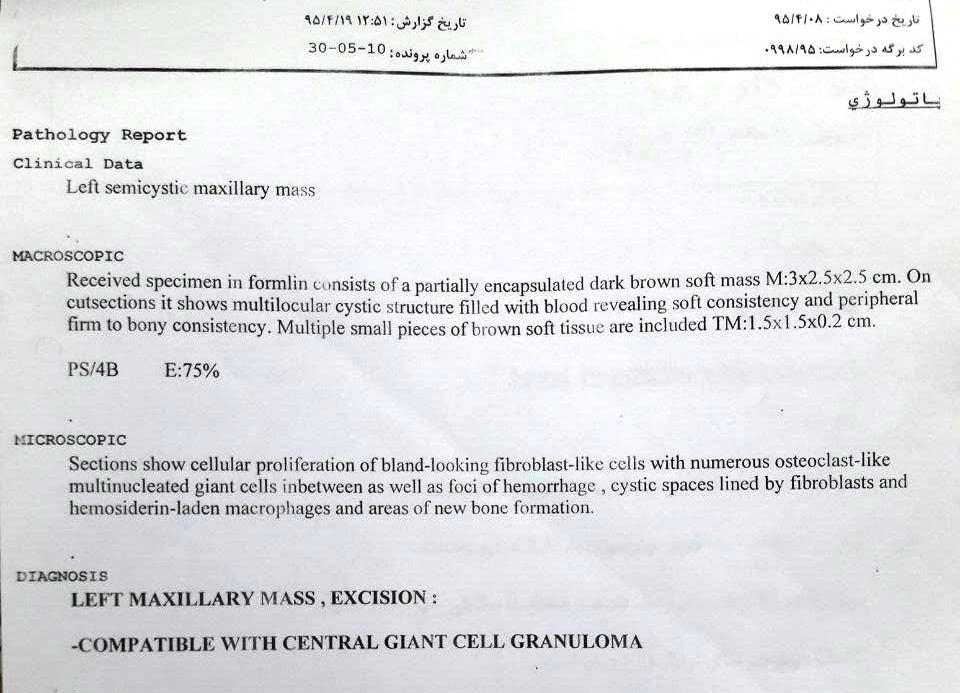 تاریخ درخواست : ۹۵/۴/۰۸
تاریخ گزارش: ۱۲:۵۱ ۹۵/۴/۱۹
کد برگه درخواست: ۰۹۹۸/۹۵
شماره پرونده: 30-05-10
پاتولوژي
Pathology Report
Clinical Data
Left semicystic maxillary mass
MACROSCOPIC
Received specimen in formlin consists of a partially encapsulated dark brown soft mass M:3x2.5x2.5 cm. On
cutsections it shows multilocular cystic structure filled with blood revealing soft consistency and peripheral
firm to bony consistency. Multiple small pieces of brown soft tissue are included TM:1.5x1.5x0.2 cm.
PS/4B E:75%
MICROSCOPIC
Sections show cellular proliferation of bland-looking fibroblast-like cells with numerous osteoclast-like
multinucleated giant cells inbetween as well as foci of hemorrhage , cystic spaces lined by fibroblasts and
hemosiderin-laden macrophages and areas of new bone formation.
DIAGNOSIS
LEFT MAXILLARY MASS , EXCISION :
-COMPATIBLE WITH CENTRAL GIANT CELL GRANULOMA